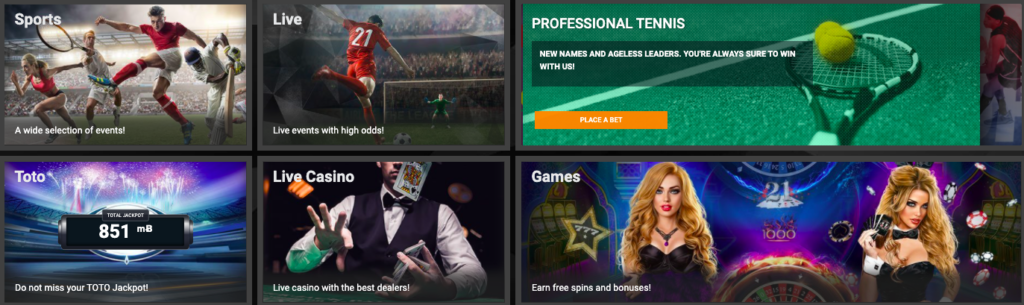 Sports
A wide selection of events!
Live
21
Live events with high odds!
PROFESSIONAL TENNIS
NEW NAMES AND AGELESS LEADERS. YOU'RE ALWAYS SURE TO WIN
WITH US!
PLACE A BET
Toto
TOTAL JACKPOT
851 mɃ
Do not miss your TOTO Jackpot!
Live Casino
Live casino with the best dealers!
Games
21
1000
777
Earn free spins and bonuses!